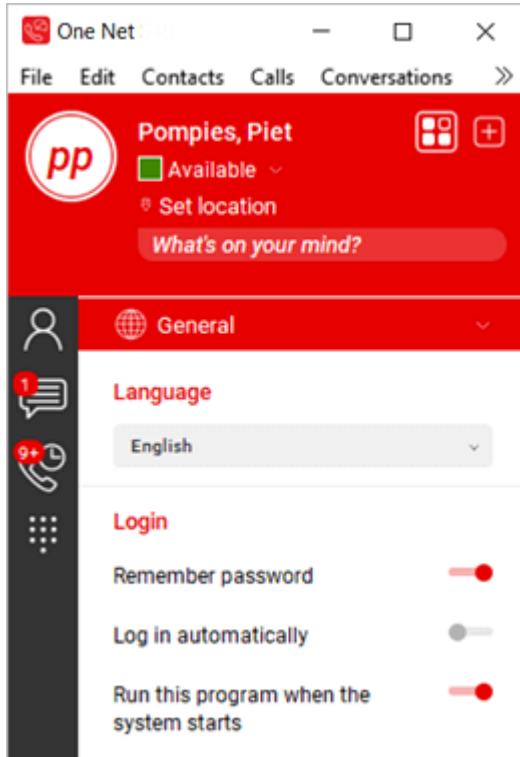 One Net
File Edit Contacts Calls Conversations »
pp
Pompies, Piet
Available
Set location
What's on your mind?
General
1
Language
English
9+
Login
Remember password
Log in automatically
Run this program when the
system starts